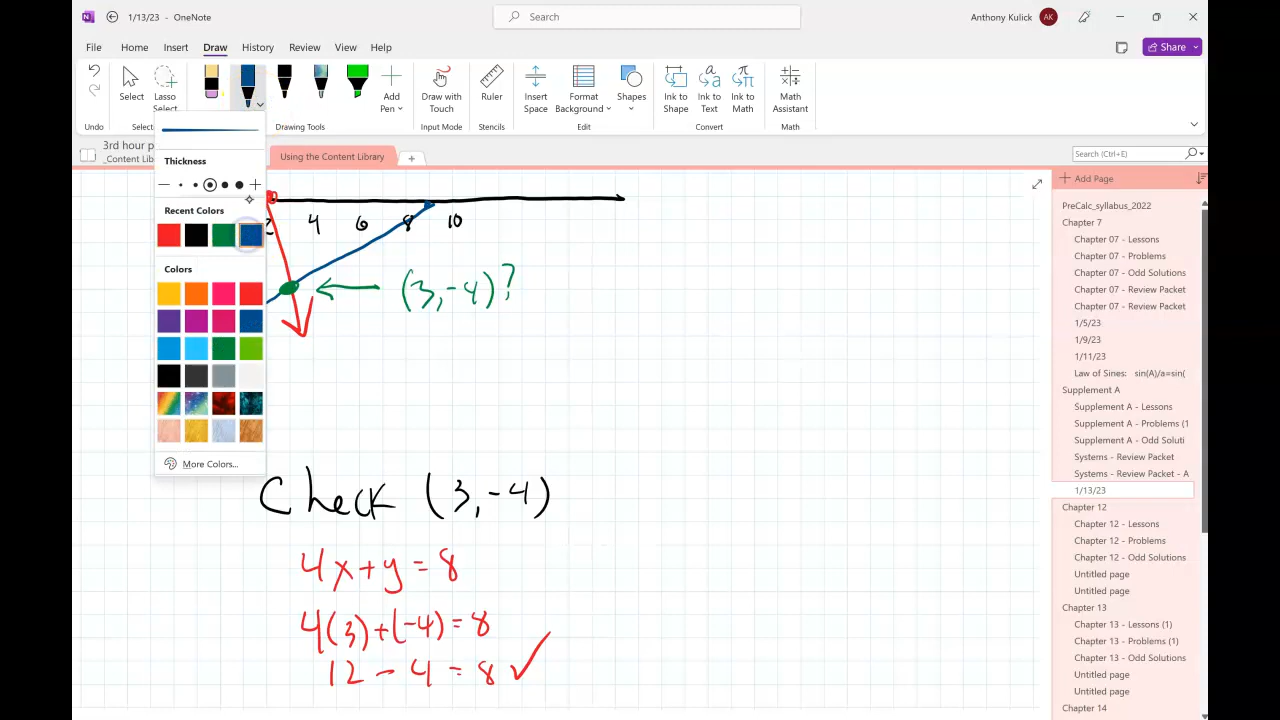 1/13/23 - OneNote
Search
Anthony Kulick
AK
File Home Insert Draw History Review View Help
Share
Select
Lasso
Select
Add
Pen
Draw with
Touch
Ruler
Insert
Space
Format
Background
Shapes
Ink to
Shape
Ink to
Text
Ink to
Math
Math
Assistant
Undo
Drawing Tools
Input Mode
Stencils
Edit
Convert
Math
3rd hour p
_Content Lib
Using the Content Library
Search (Ctrl+E)
Thickness
Recent Colors
Colors
More Colors...
4 6 8 10
(3,-4)?
Check (3,-4)
4x+y=8
4(3)+(-4)=8
12-4=8✓
Add Page
PreCalc_syllabus_2022
Chapter 7
Chapter 07 - Lessons
Chapter 07 - Problems
Chapter 07 - Odd Solutions
Chapter 07 - Review Packet
Chapter 07 - Review Packet
1/5/23
1/9/23
1/11/23
Law of Sines: sin(A)/a=sin(
Supplement A
Supplement A - Lessons
Supplement A - Problems (1
Supplement A - Odd Soluti
Systems - Review Packet
Systems - Review Packet - A
1/13/23
Chapter 12
Chapter 12 - Lessons
Chapter 12 - Problems
Chapter 12 - Odd Solutions
Untitled page
Untitled page
Chapter 13
Chapter 13 - Lessons (1)
Chapter 13 - Problems (1)
Chapter 13 - Odd Solutions
Untitled page
Untitled page
Chapter 14